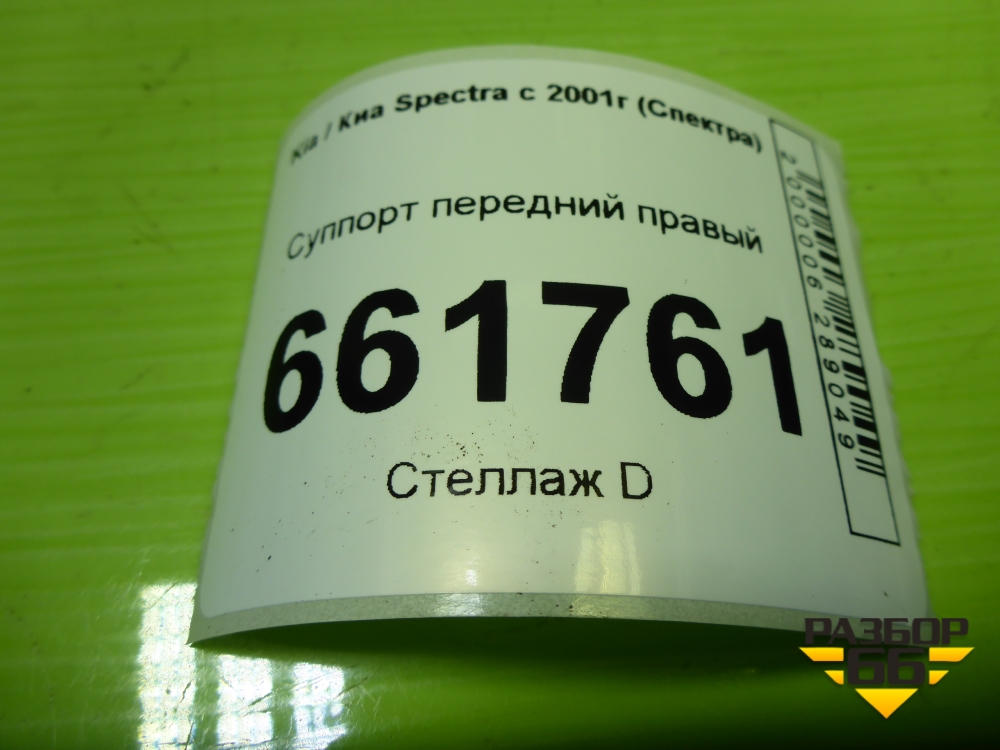 Kia / Киа Spectra с 2001г (Спектра)
Суппорт передний правый
661761
Стеллаж D
2000006289049
РАЗБОР
66